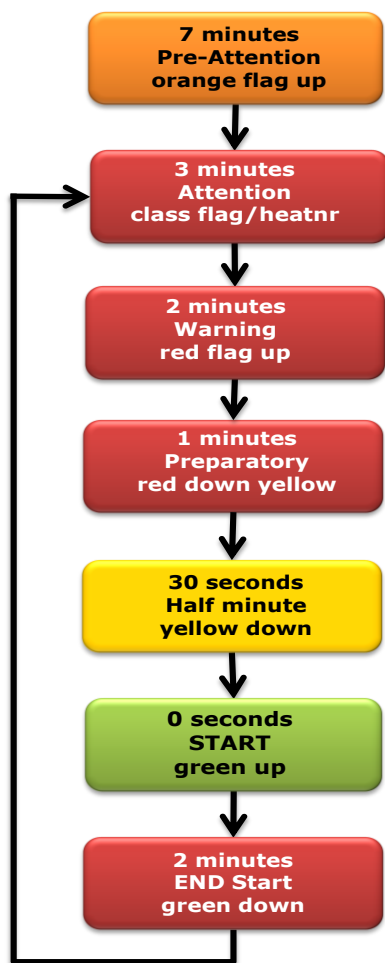 7 minutes
Pre-Attention
orange flag up
3 minutes
Attention
class flag/heatnr
2 minutes
Warning
red flag up
1 minutes
Preparatory
red down yellow
30 seconds
Half minute
yellow down
0 seconds
START
green up
2 minutes
END Start
green down